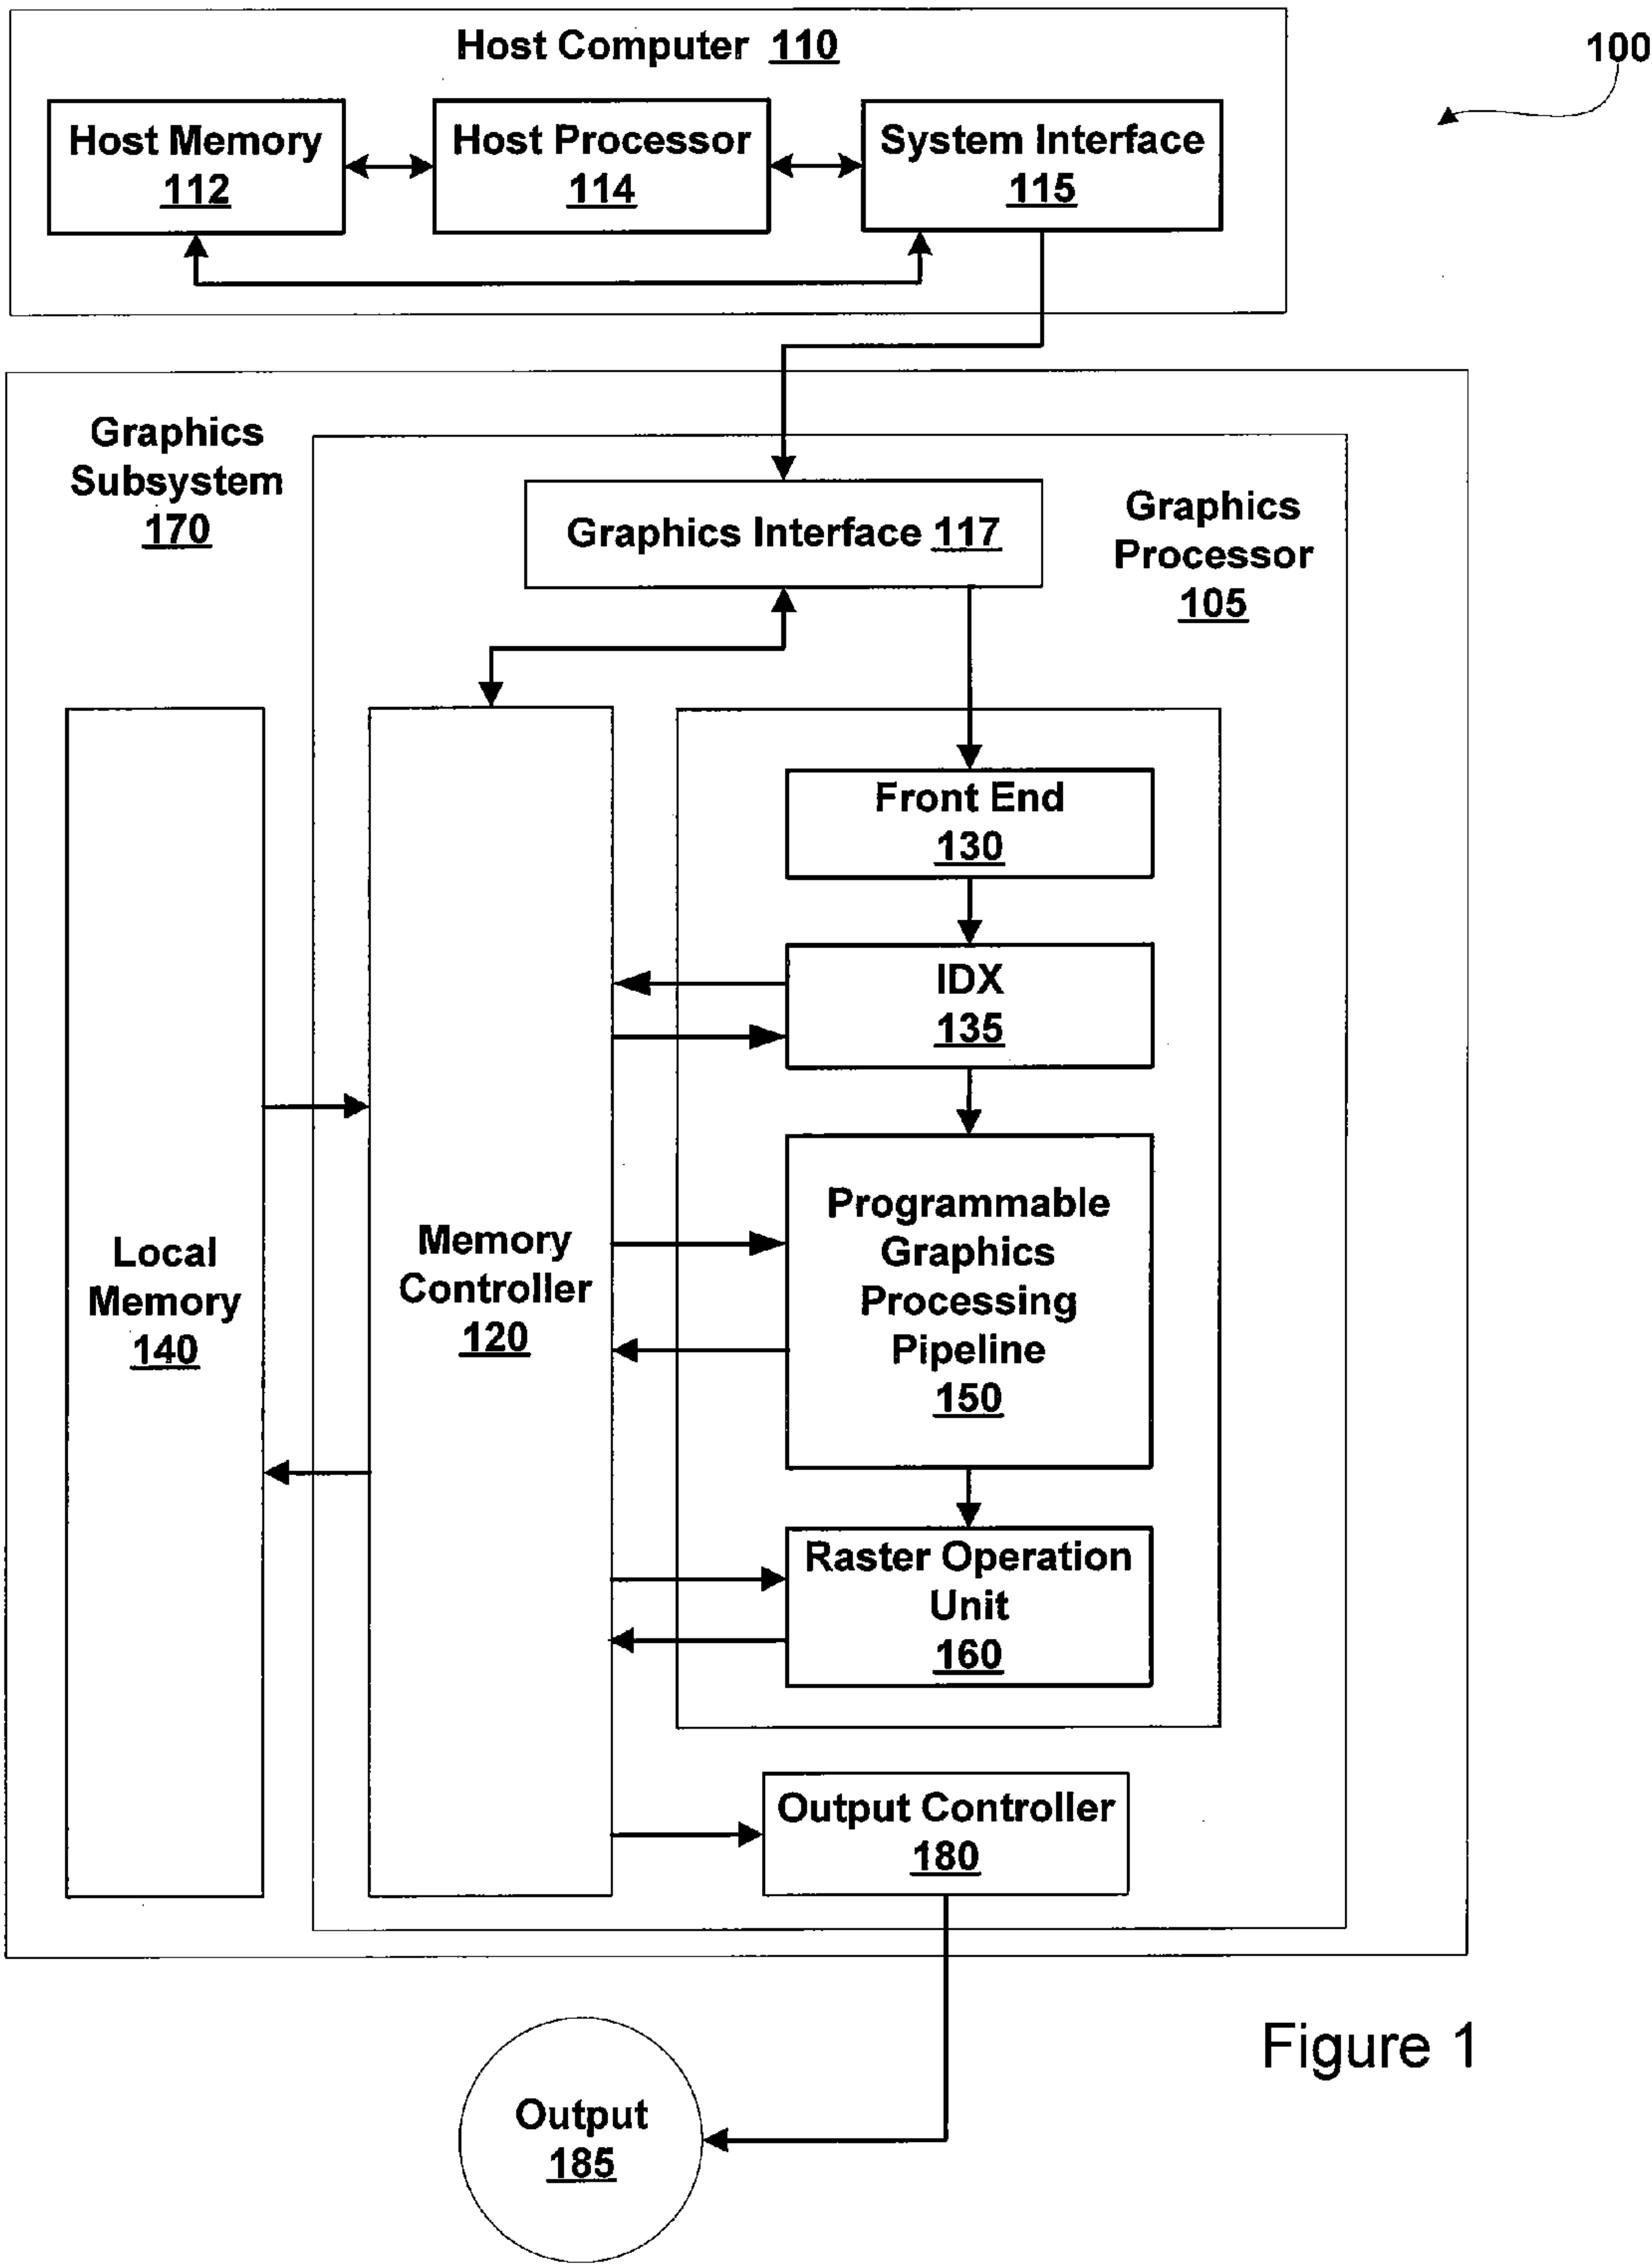 Host Computer 110
100
Host Memory
112
Host Processor
114
System Interface
115
Graphics
Subsystem
170
Graphics Interface 117
Graphics
Processor
105
Front End
130
IDX
135
Local
Memory
140
Memory
Controller
120
Programmable
Graphics
Processing
Pipeline
150
Raster Operation
Unit
160
Output Controller
180
Output
185
Figure 1